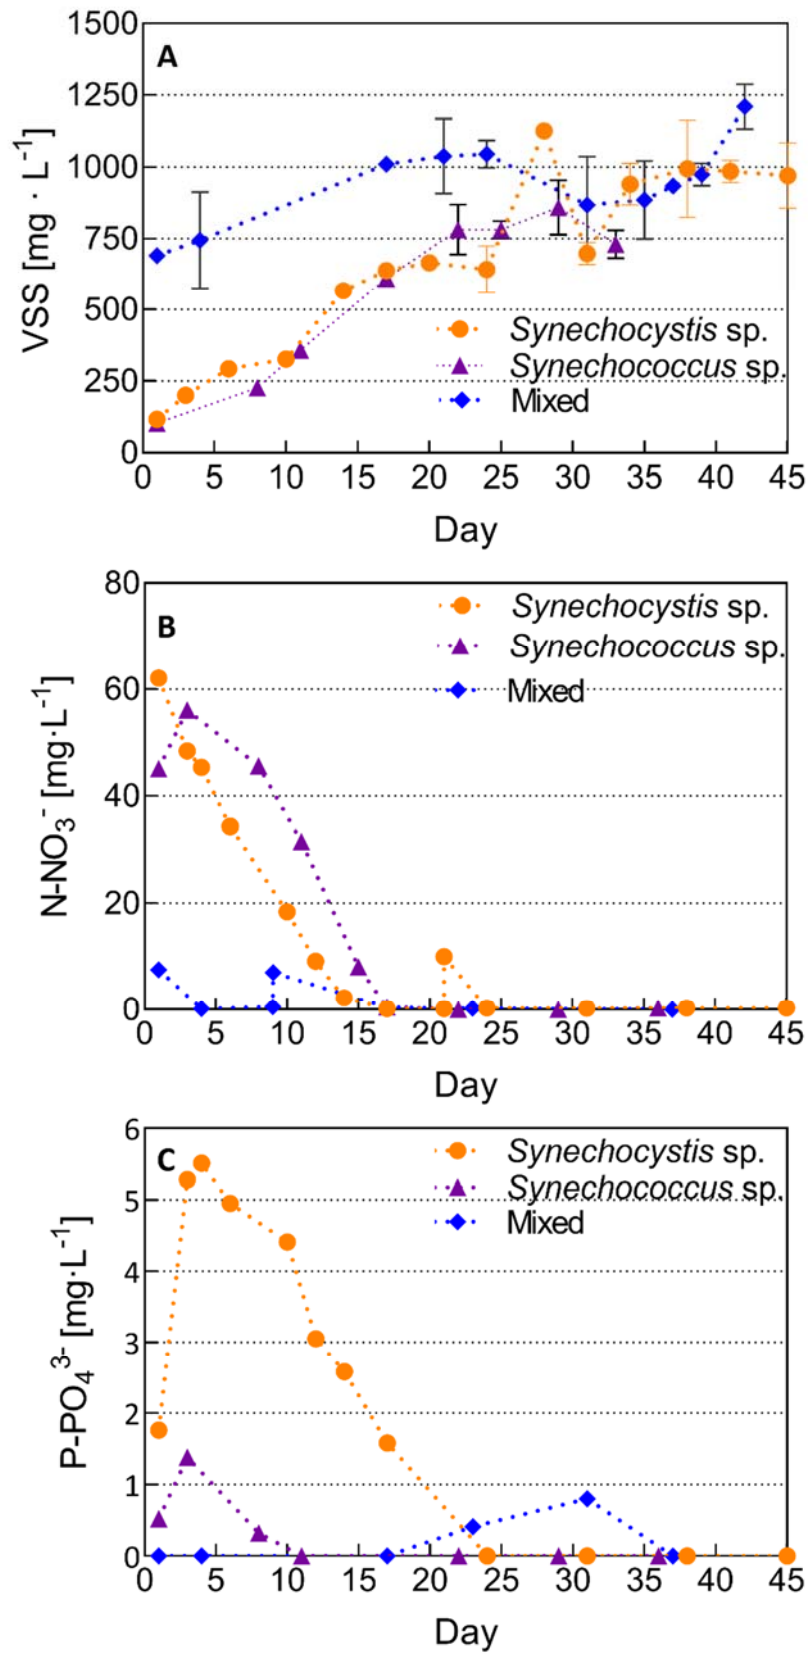 A
VSS [mg · L-1]
1500
1250
1000
750
500
250
0
Synechocystis sp.
Synechococcus sp.
Mixed
0 5 10 15 20 25 30 35 40 45
Day
B
N-NO3- [mg·L-1]
80
60
40
20
0
Synechocystis sp.
Synechococcus sp.
Mixed
0 5 10 15 20 25 30 35 40 45
Day
C
P-PO43- [mg·L-1]
6
5
4
3
2
1
0
Synechocystis sp.
Synechococcus sp.
Mixed
0 5 10 15 20 25 30 35 40 45
Day